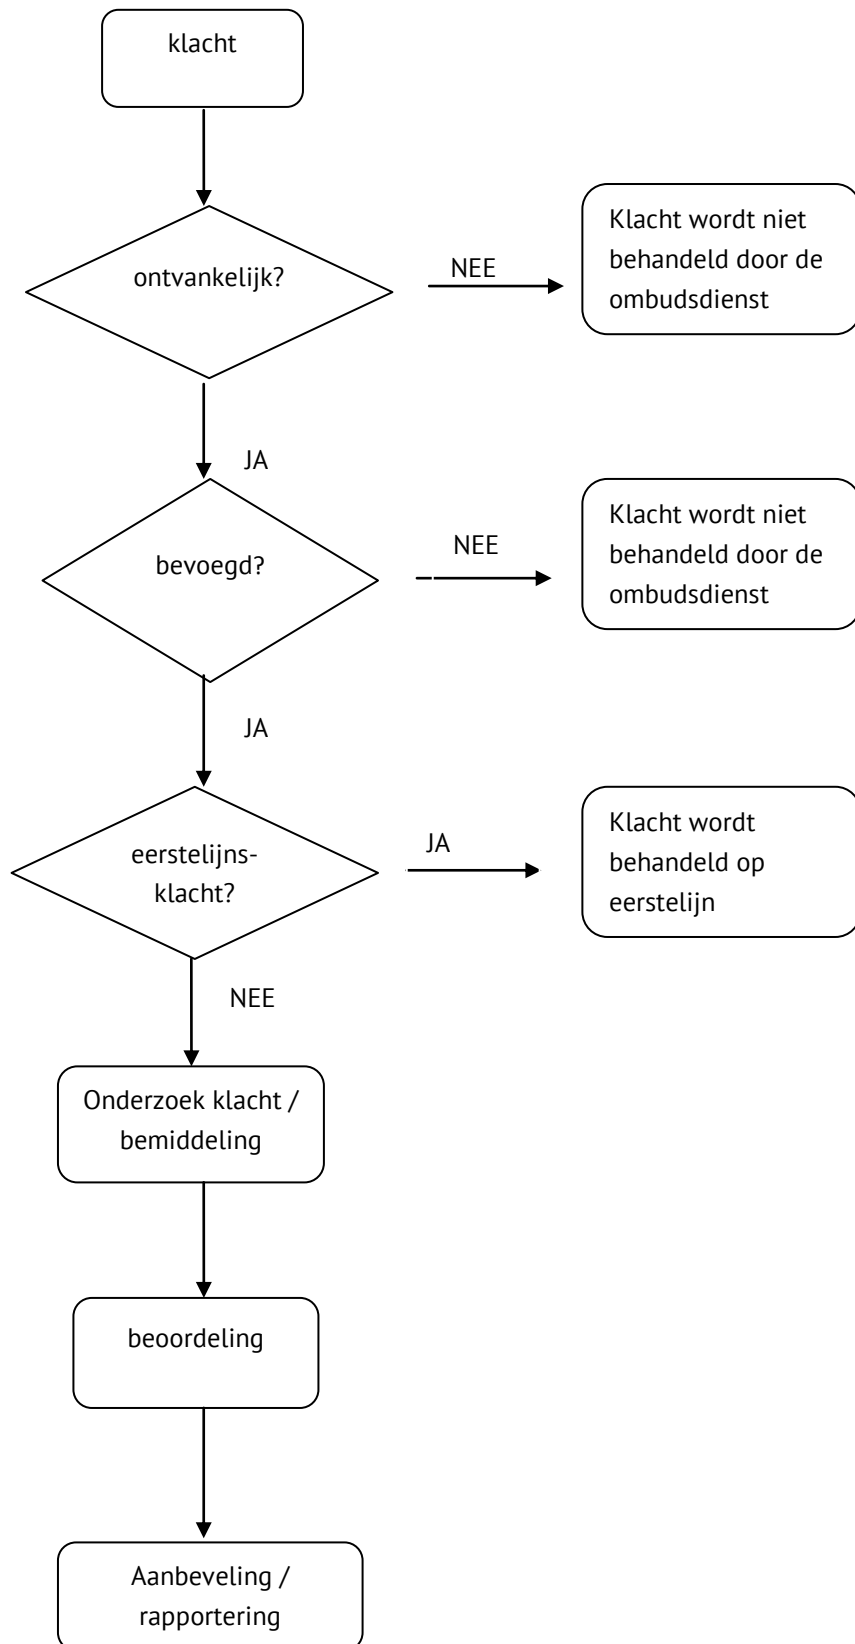 klacht
ontvankelijk?
NEE
Klacht wordt niet
behandeld door de
ombudsdienst
JA
bevoegd?
NEE
Klacht wordt niet
behandeld door de
ombudsdienst
JA
eerstelijns-
klacht?
JA
Klacht wordt
behandeld op
eerstelijn
NEE
Onderzoek klacht /
bemiddeling
beoordeling
Aanbeveling /
rapportering